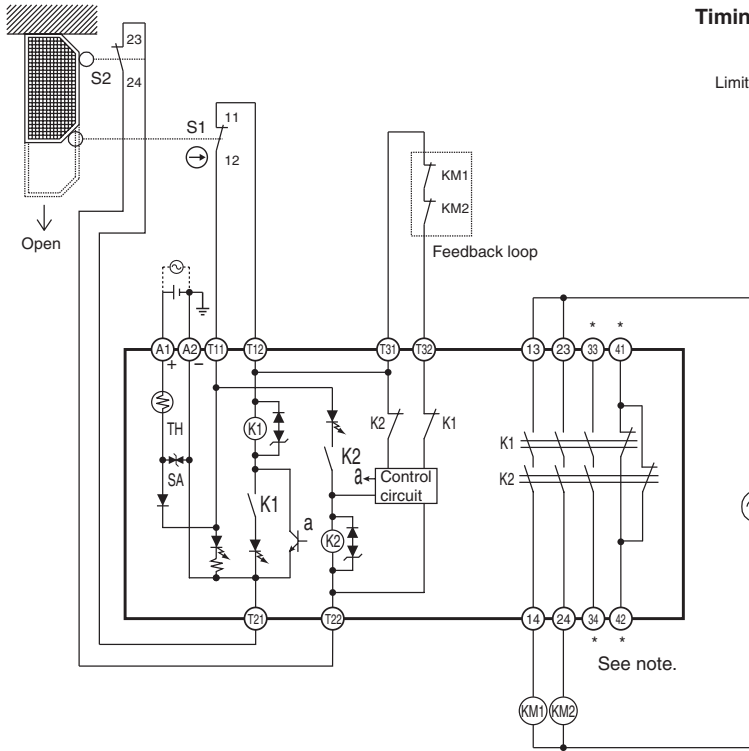 Timin
Limit
23
S2
24
S1
11
12
Open
KM1
KM2
Feedback loop
A1
A2
T11
T12
T31
T32
13
23
33
41
*
*
+
−
TH
SA
K1
K2
K2
K1
K1
K2
a
Control
circuit
K1
a
K2
T21
T22
14
24
34
42
*
*
See note.
KM1
KM2